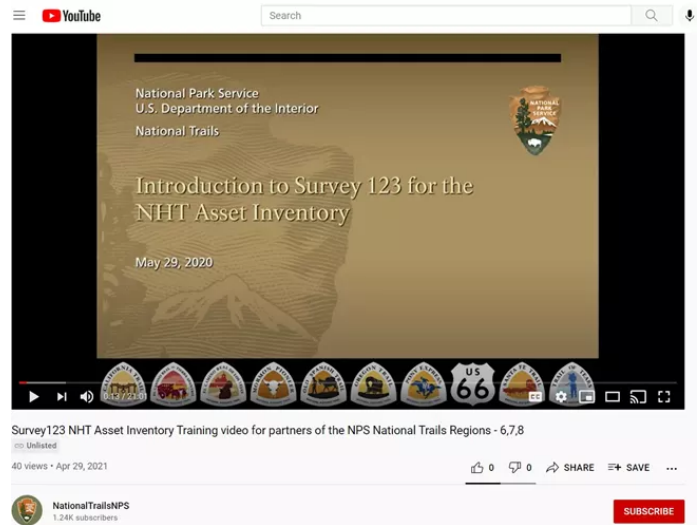 YouTube
Search
National Park Service
U.S. Department of the Interior
National Trails
NATIONAL
PARK
SERVICE
Introduction to Survey 123 for the
NHT Asset Inventory
May 29, 2020
US
66
0:13 / 21:01
CC
Survey123 NHT Asset Inventory Training video for partners of the NPS National Trails Regions - 6,7,8
Unlisted
40 views • Apr 29, 2021
0
0
SHARE
SAVE
NationalTrailsNPS
1.24K subscribers
SUBSCRIBE